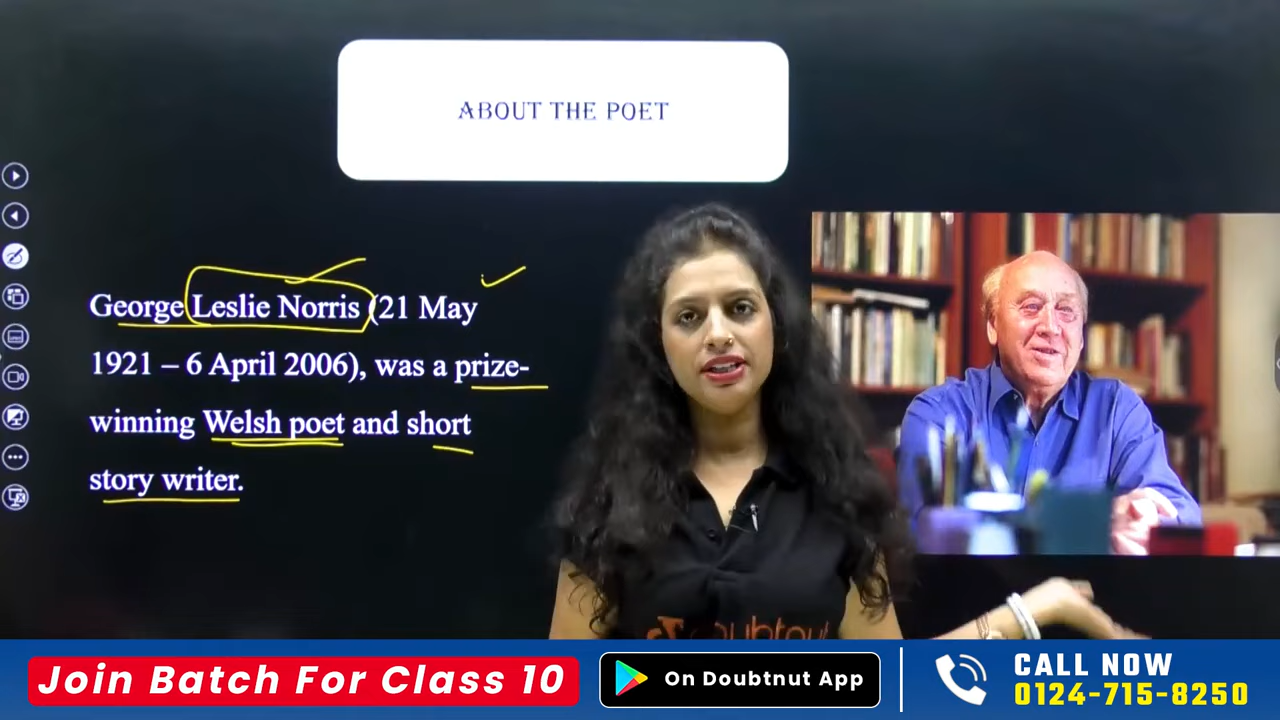 ABOUT THE POET
George Leslie Norris (21 May
1921 – 6 April 2006), was a prize-
winning Welsh poet and short
story writer.
doubtnut
Join Batch For Class 10
On Doubtnut App
CALL NOW
0124-715-8250